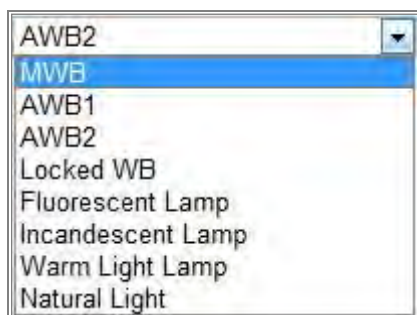 AWB2
MWB
AWB1
AWB2
Locked WB
Fluorescent Lamp
Incandescent Lamp
Warm Light Lamp
Natural Light